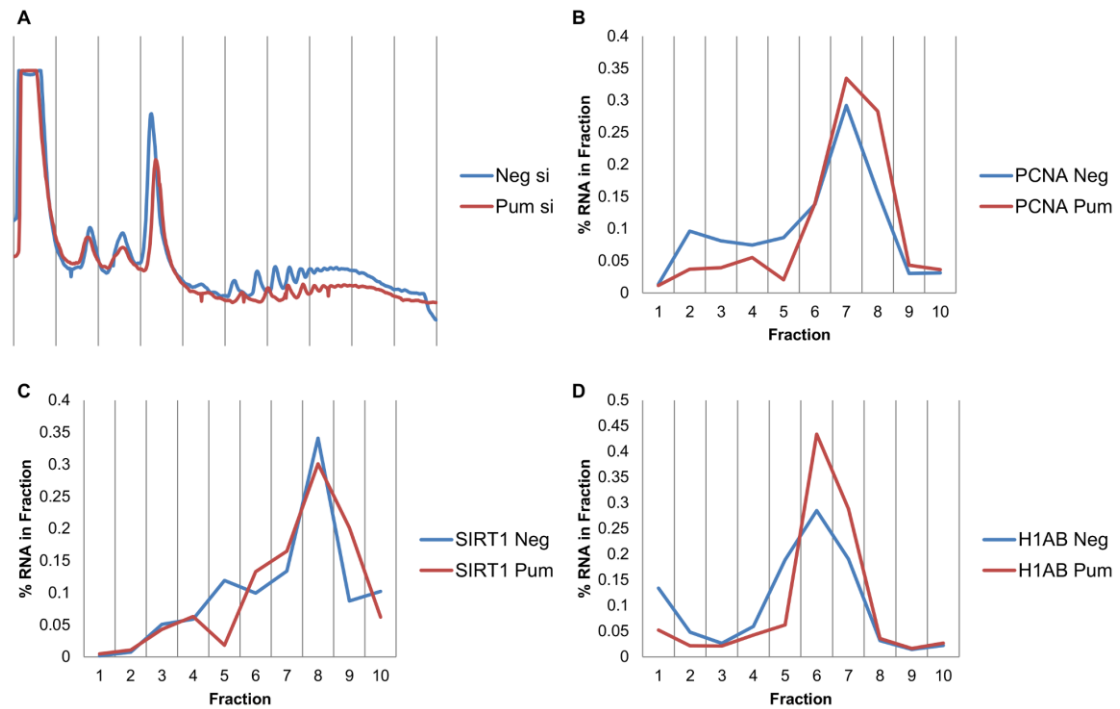 A
Neg si
Pum si
B
% RNA in Fraction
0.4
0.35
0.3
0.25
0.2
0.15
0.1
0.05
0
1 2 3 4 5 6 7 8 9 10
Fraction
PCNA Neg
PCNA Pum
C
% RNA in Fraction
0.4
0.35
0.3
0.25
0.2
0.15
0.1
0.05
0
1 2 3 4 5 6 7 8 9 10
Fraction
SIRT1 Neg
SIRT1 Pum
D
% RNA in Fraction
0.5
0.45
0.4
0.35
0.3
0.25
0.2
0.15
0.1
0.05
0
1 2 3 4 5 6 7 8 9 10
Fraction
H1AB Neg
H1AB Pum